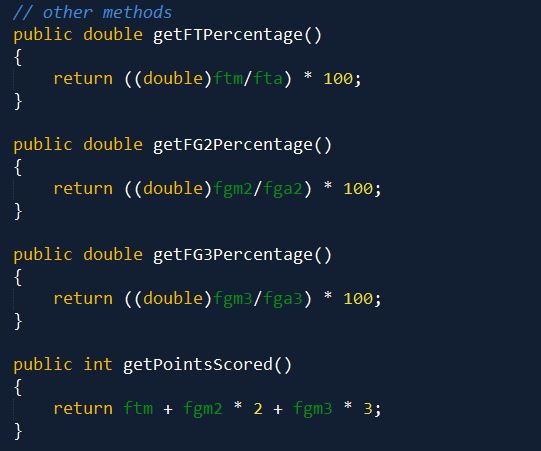 // other methods
public double getFTPercentage()
{
    return ((double)ftm/fta) * 100;
}

public double getFG2Percentage()
{
    return ((double)fgm2/fga2) * 100;
}

public double getFG3Percentage()
{
    return ((double)fgm3/fga3) * 100;
}

public int getPointsScored()
{
    return ftm + fgm2 * 2 + fgm3 * 3;
}